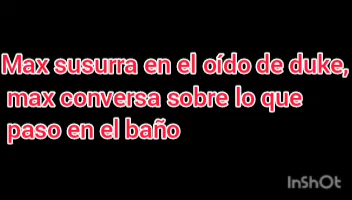 Max susurra en el oído de duke,
max conversa sobre lo que
paso en el baño
InShOt